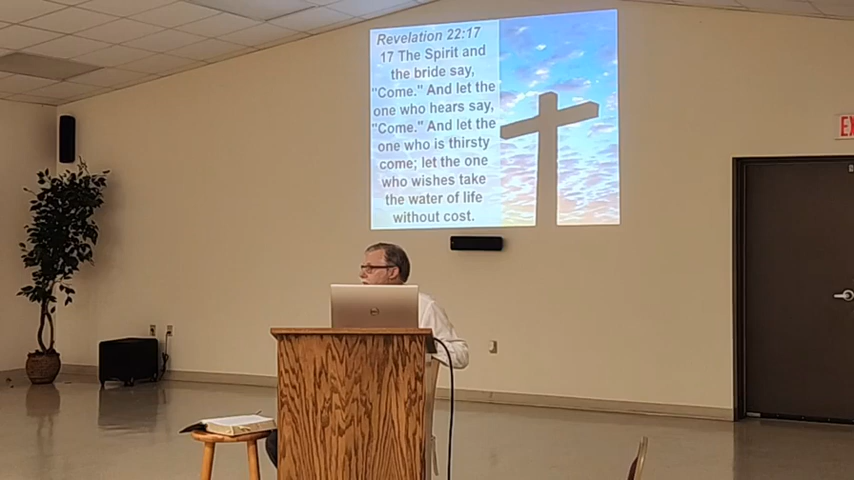 Revelation 22:17
17 The Spirit and
the bride say,
"Come." And let the
one who hears say,
"Come." And let the
one who is thirsty
come; let the one
who wishes take
the water of life
without cost.